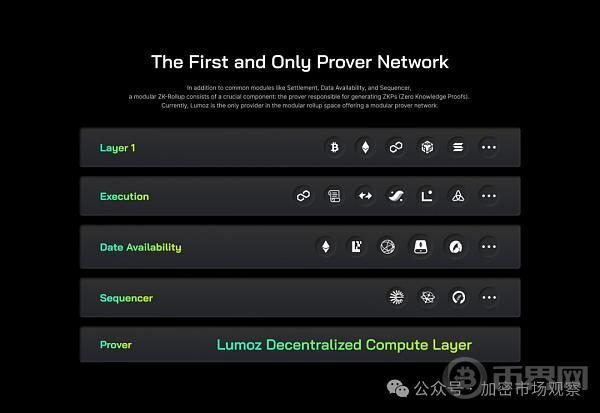 The First and Only Prover Network
In addition to common modules like Settlement, Data Availability, and Sequencer,
a modular ZK-Rollup consists of a crucial component: the prover responsible for generating ZKPs (Zero Knowledge Proofs).
Currently, Lumoz is the only provider in the modular rollup space offering a modular prover network.
Layer 1
Execution
Date Availability
Sequencer
Prover
Lumoz Decentralized Compute Layer
币界网
公众号 · 加密市场观察